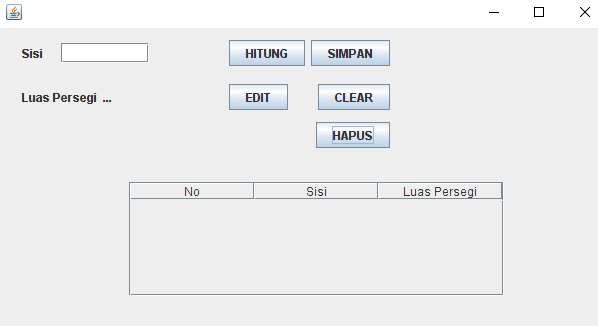 Sisi HITUNG SIMPAN
Luas Persegi ... EDIT CLEAR
HAPUS
No Sisi Luas Persegi